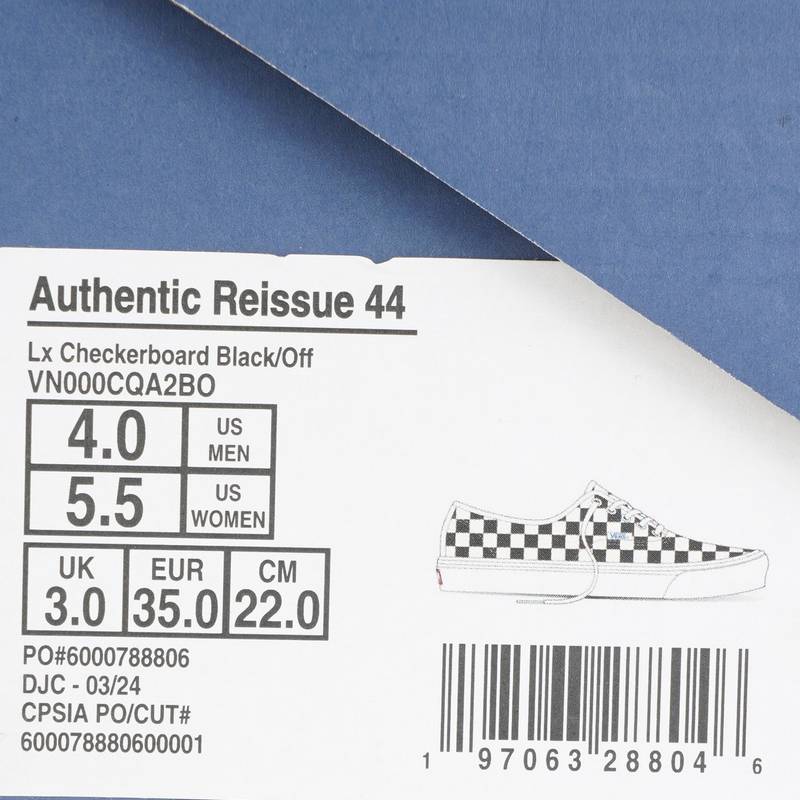 Authentic Reissue 44
Lx Checkerboard Black/Off
VN000CQA2BO
4.0 US MEN
5.5 US WOMEN
UK EUR CM
3.0 35.0 22.0
PO#6000788806
DJC - 03/24
CPSIA PO/CUT#
600078880600001
VANS
1 97063 28804 6